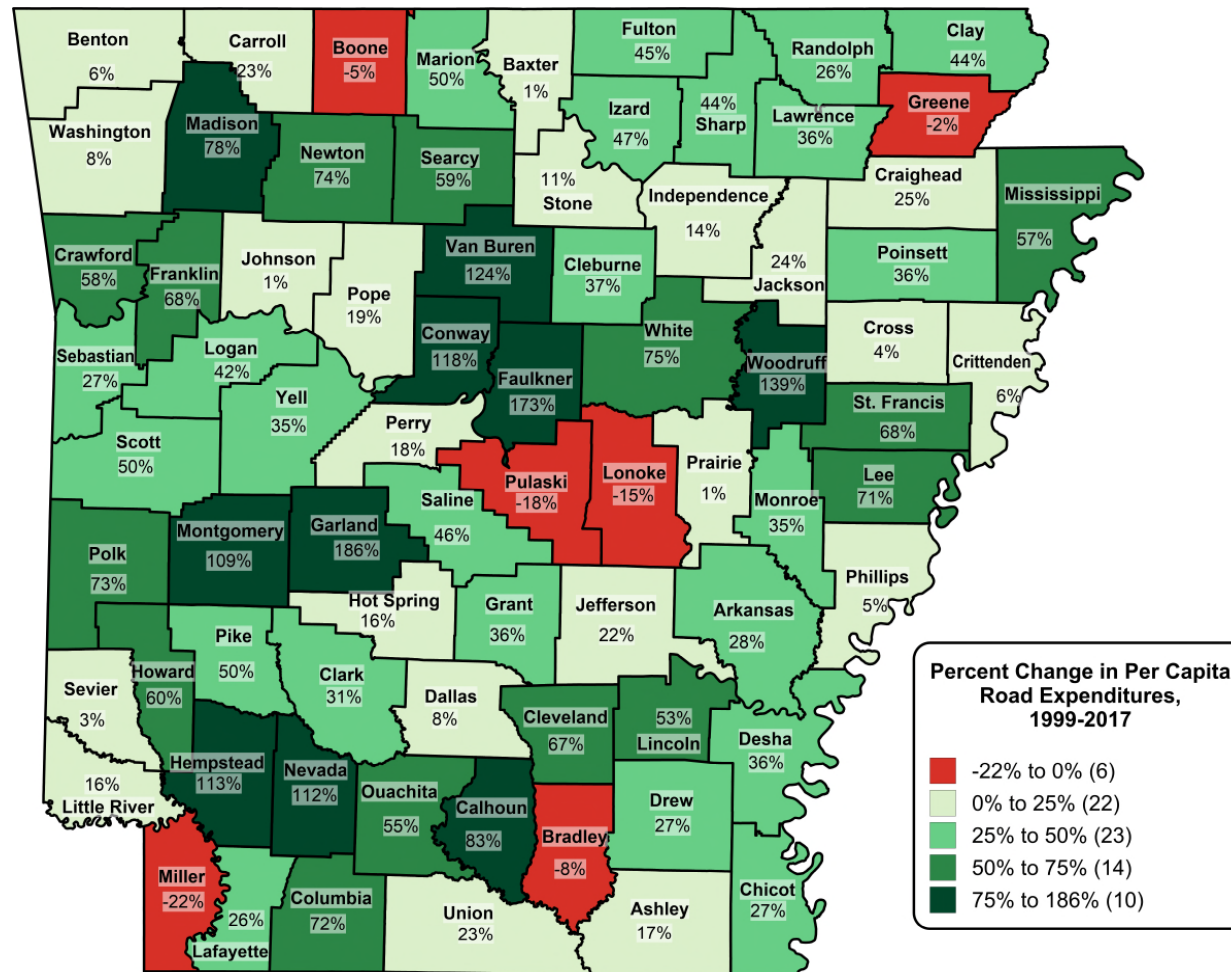 Benton
6%
Carroll
23%
Boone
-5%
Marion
50%
Baxter
1%
Fulton
45%
Randolph
26%
Clay
44%
Washington
8%
Madison
78%
Newton
74%
Searcy
59%
11%
Stone
Izard
47%
44%
Sharp
Lawrence
36%
Greene
-2%
Independence
14%
24%
Jackson
Craighead
25%
Mississippi
57%
Crawford
58%
Franklin
68%
Johnson
1%
Pope
19%
Van Buren
124%
Cleburne
37%
Poinsett
36%
Sebastian
27%
Logan
42%
Yell
35%
Conway
118%
Faulkner
173%
White
75%
Woodruff
139%
Cross
4%
Crittenden
6%
St. Francis
68%
Scott
50%
Perry
18%
Pulaski
-18%
Lonoke
-15%
Prairie
1%
Monroe
35%
Lee
71%
Polk
73%
Montgomery
109%
Garland
186%
Saline
46%
Phillips
5%
Hot Spring
16%
Grant
36%
Jefferson
22%
Arkansas
28%
Howard
60%
Pike
50%
Clark
31%
Dallas
8%
Cleveland
67%
53%
Lincoln
Desha
36%
Sevier
3%
16%
Little River
Hempstead
113%
Nevada
112%
Ouachita
55%
Calhoun
83%
Bradley
-8%
Drew
27%
Miller
-22%
26%
Lafayette
Columbia
72%
Union
23%
Ashley
17%
Chicot
27%
Percent Change in Per Capita
Road Expenditures,
1999-2017
-22% to 0% (6)
0% to 25% (22)
25% to 50% (23)
50% to 75% (14)
75% to 186% (10)